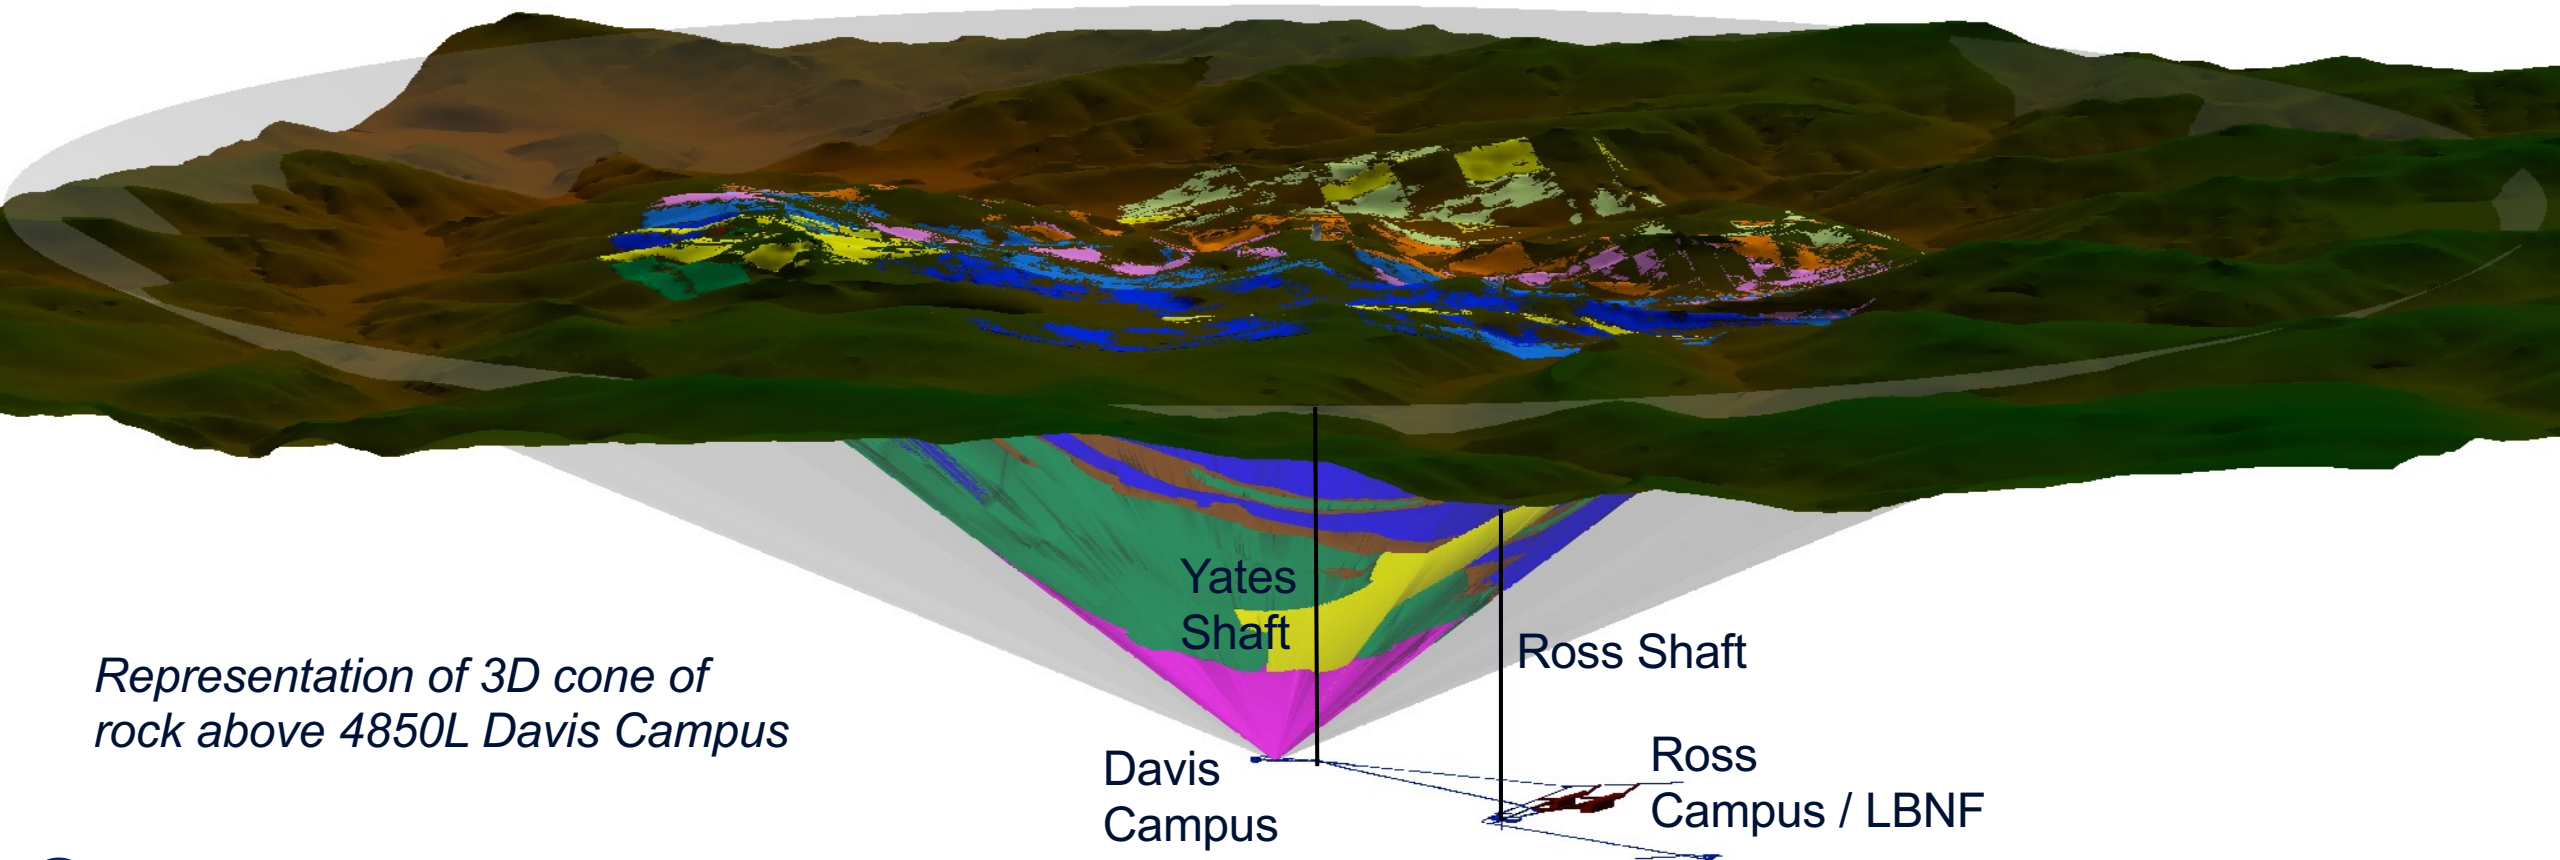 Yates
Shaft
Ross Shaft
Representation of 3D cone of
rock above 4850L Davis Campus
Davis
Campus
Ross
Campus / LBNF